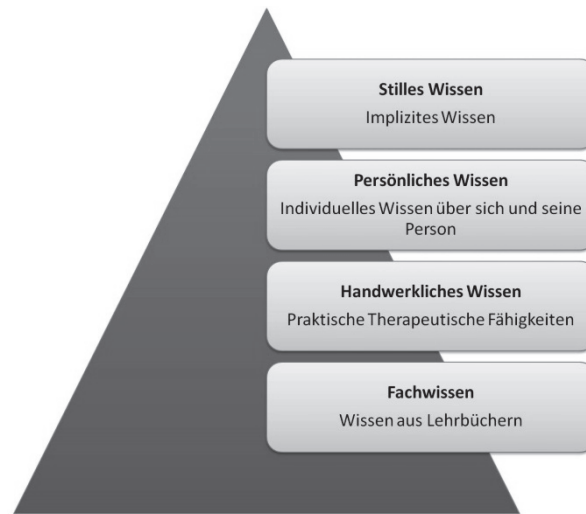 Stilles Wissen
Implizites Wissen
Persönliches Wissen
Individuelles Wissen über sich und seine
Person
Handwerkliches Wissen
Praktische Therapeutische Fähigkeiten
Fachwissen
Wissen aus Lehrbüchern